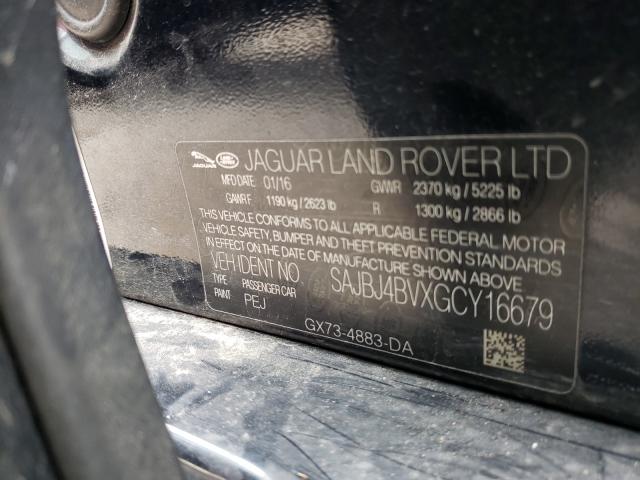 JAGUAR LAND-ROVER JAGUAR LAND ROVER LTD
MFD DATE 01/16 GVWR 2370 kg / 5225 lb
GAWR F 1190 kg / 2623 lb R 1300 kg / 2866 lb
THIS VEHICLE CONFORMS TO ALL APPLICABLE FEDERAL MOTOR
VEHICLE SAFETY, BUMPER AND THEFT PREVENTION STANDARDS
IN EFFECT ON THE DATE OF MANUFACTURE SHOWN ABOVE
VEH IDENT NO SAJBJ4BVXGCY16679
TYPE PASSENGER CAR
PAINT PEJ
GX73-4883-DA